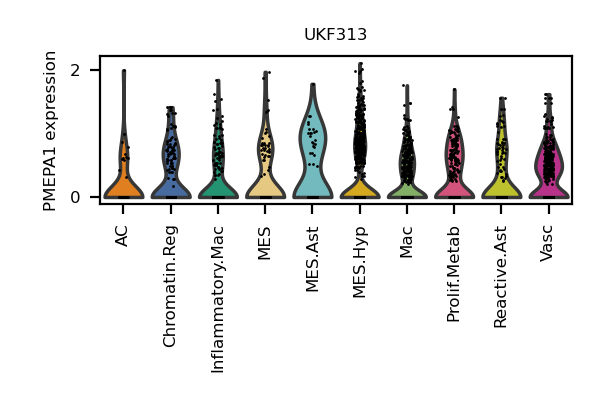 UKF313
PMEPA1 expression
2
0
AC
Chromatin.Reg
Inflammatory.Mac
MES
MES.Ast
MES.Hyp
Mac
Prolif.Metab
Reactive.Ast
Vasc